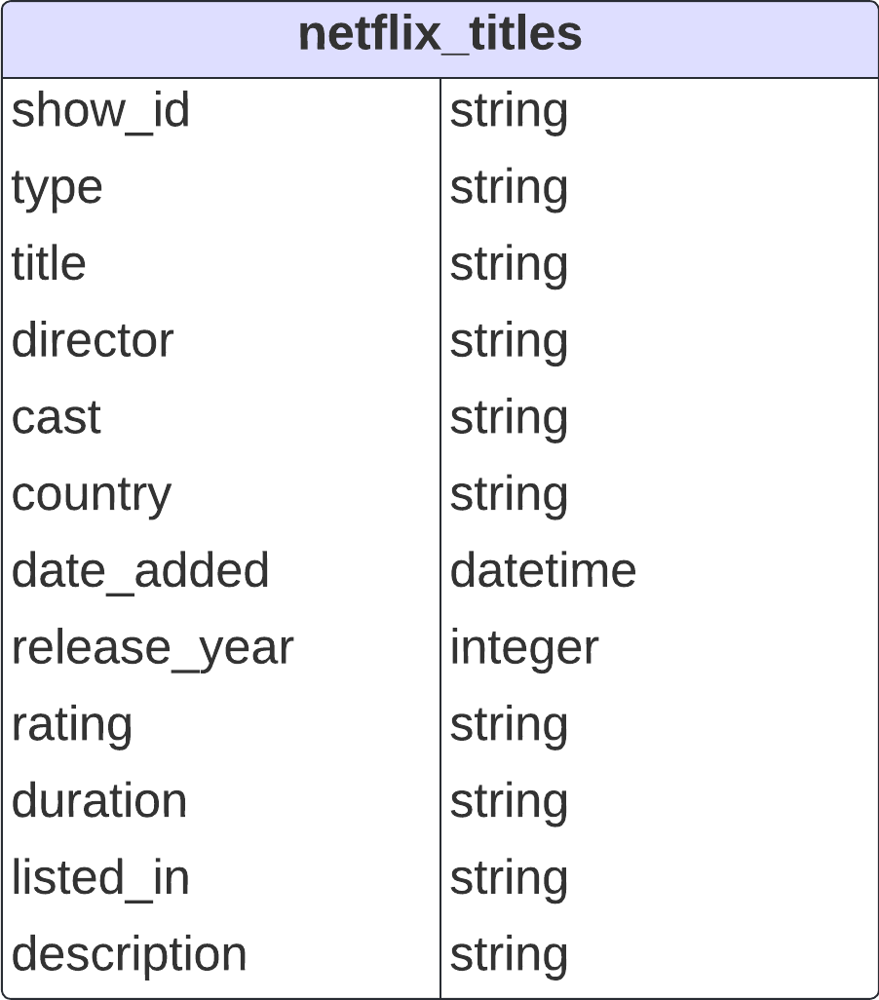 netflix_titles
show_id string
type string
title string
director string
cast string
country string
date_added datetime
release_year integer
rating string
duration string
listed_in string
description string